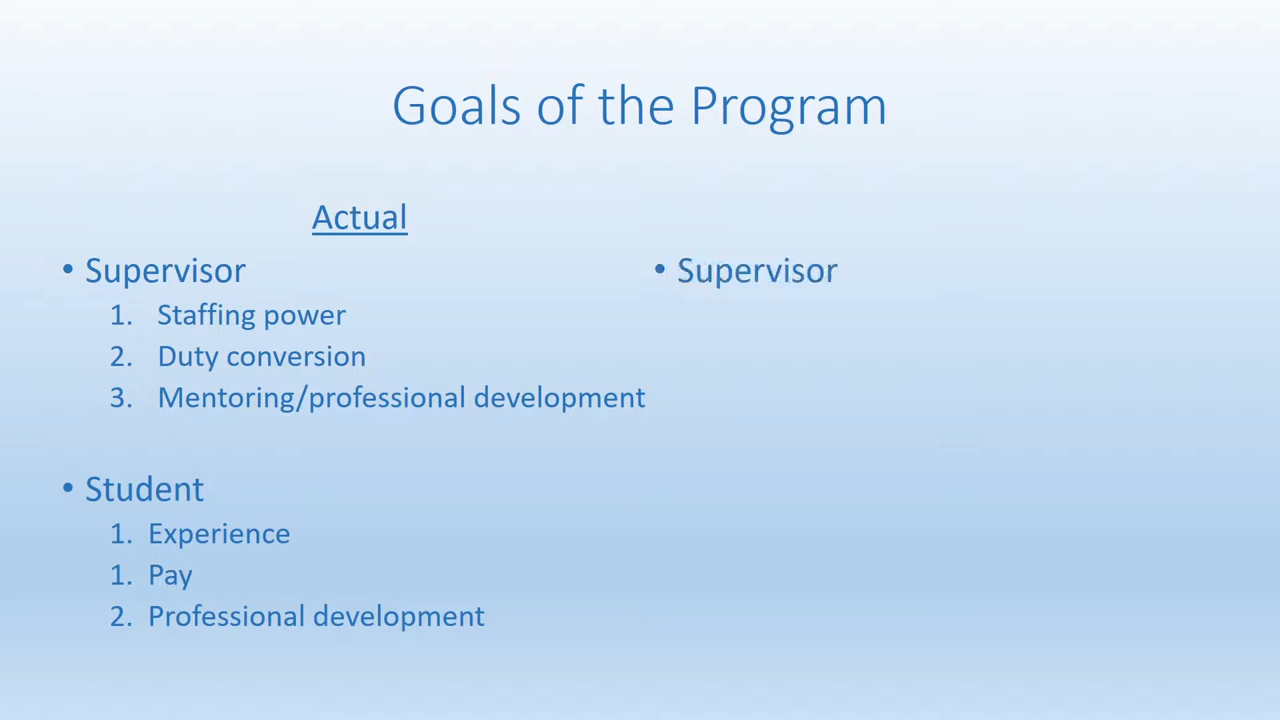 Goals of the Program
Actual
• Supervisor
1. Staffing power
2. Duty conversion
3. Mentoring/professional development
• Student
1. Experience
1. Pay
2. Professional development
• Supervisor